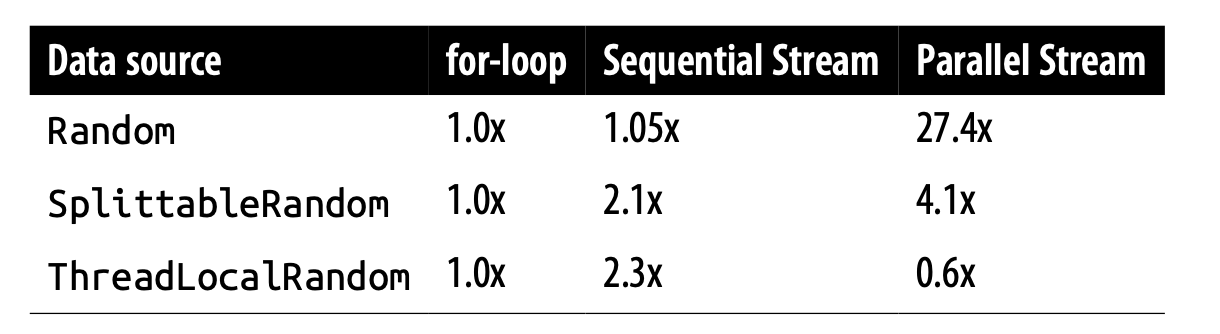 Data source for-loop Sequential Stream Parallel Stream
Random 1.0x 1.05x 27.4x
SplittableRandom 1.0x 2.1x 4.1x
ThreadLocalRandom 1.0x 2.3x 0.6x